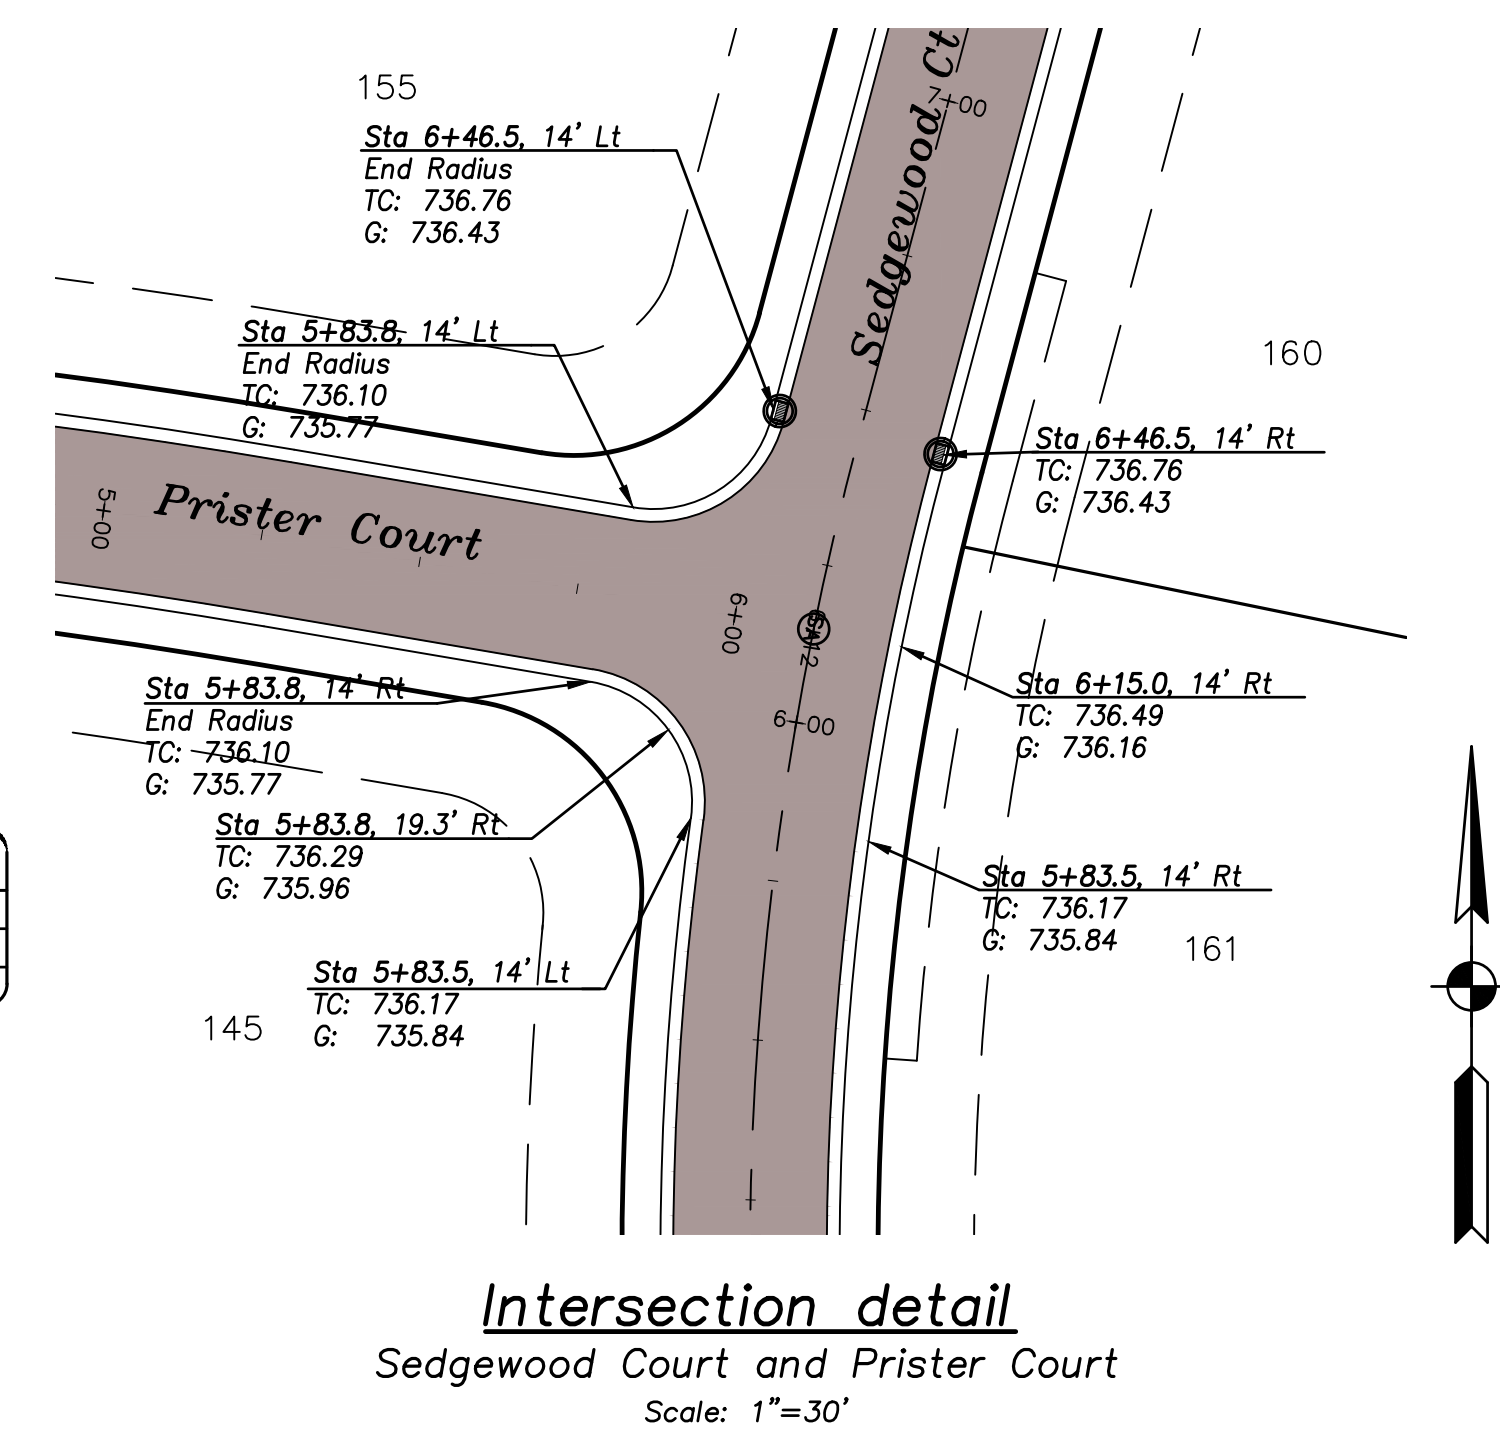 155
Sta 6+46.5, 14' Lt
End Radius
TC: 736.76
G: 736.43
Sedgewood Ct
7+00
Sta 5+83.8, 14' Lt
End Radius
TC: 736.10
G: 735.77
160
Sta 6+46.5, 14' Rt
TC: 736.76
G: 736.43
5+00
Prister Court
6+00
6+00
Sta 5+83.8, 14' Rt
End Radius
TC: 736.10
G: 735.77
Sta 6+15.0, 14' Rt
TC: 736.49
G: 736.16
Sta 5+83.8, 19.3' Rt
TC: 736.29
G: 735.96
Sta 5+83.5, 14' Rt
TC: 736.17
G: 735.84
161
Sta 5+83.5, 14' Lt
TC: 736.17
G: 735.84
145
Intersection detail
Sedgewood Court and Prister Court
Scale: 1"=30'